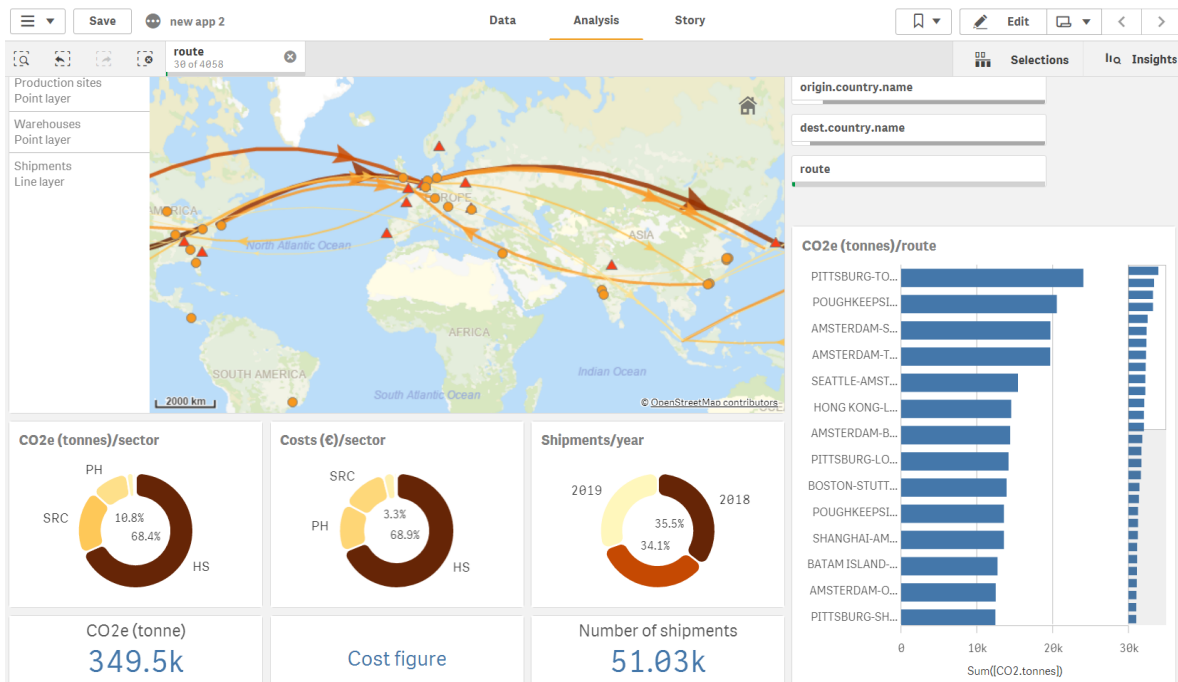 Save
new app 2
Data
Analysis
Story
Edit
route
30 of 4058
Selections
Insights
Production sites
Point layer
Warehouses
Point layer
Shipments
Line layer
AMERICA
EUROPE
ASIA
North Atlantic Ocean
AFRICA
SOUTH AMERICA
Indian Ocean
South Atlantic Ocean
2000 km
© OpenStreetMap contributors
origin.country.name
dest.country.name
route
CO2e (tonnes)/route
PITTSBURG-TO...
POUGHKEEPSI...
AMSTERDAM-S...
AMSTERDAM-T...
SEATTLE-AMST...
HONG KONG-L...
AMSTERDAM-B...
PITTSBURG-LO...
BOSTON-STUTT...
POUGHKEEPSI...
SHANGHAI-AM...
BATAM ISLAND-...
AMSTERDAM-O...
PITTSBURG-SH...
0 10k 20k 30k
Sum([CO2.tonnes])
CO2e (tonnes)/sector
PH
SRC
10.8%
68.4%
HS
Costs (€)/sector
SRC
PH
3.3%
68.9%
HS
Shipments/year
2019
2018
35.5%
34.1%
CO2e (tonne)
349.5k
Cost figure
Number of shipments
51.03k